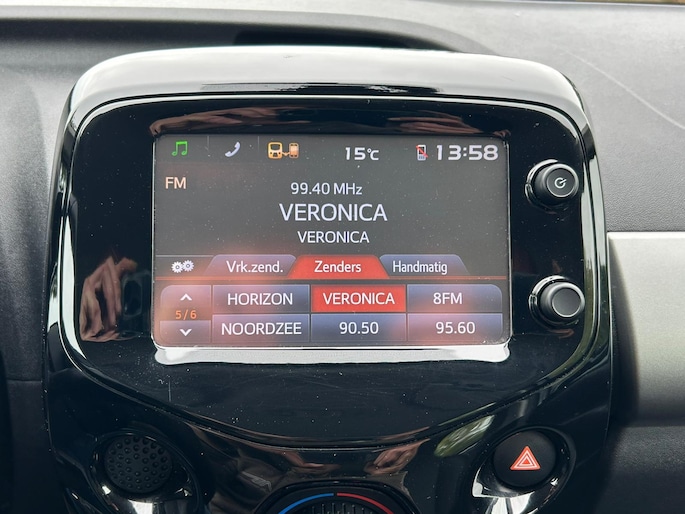 15°C 13:58
FM
99.40 MHz
VERONICA
VERONICA
Vrk.zend. Zenders Handmatig
HORIZON VERONICA 8FM
5/6
NOORDZEE 90.50 95.60